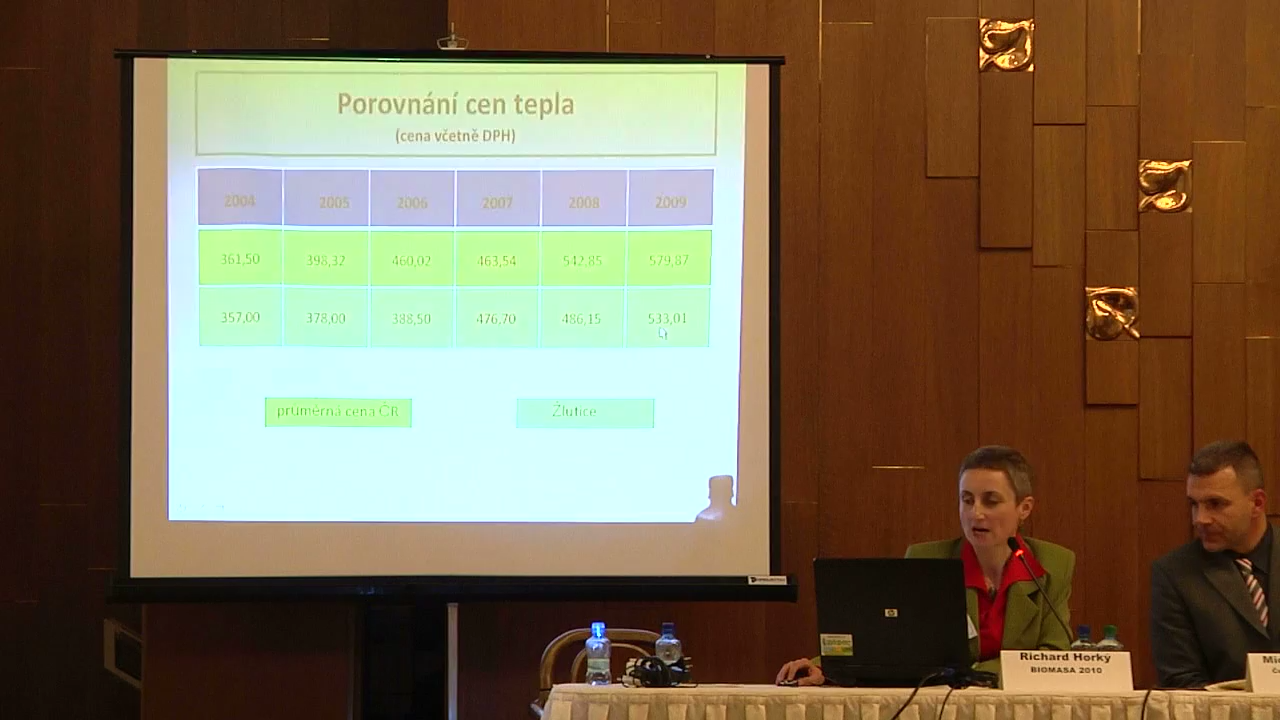 Porovnání cen tepla
(cena včetně DPH)
2004 2005 2006 2007 2008 2009
361,50 398,32 460,02 463,54 542,85 579,87
357,00 378,00 388,50 476,70 486,15 533,01
průměrná cena ČR Žlutice
hp
Richard Horký
BIOMASA 2010